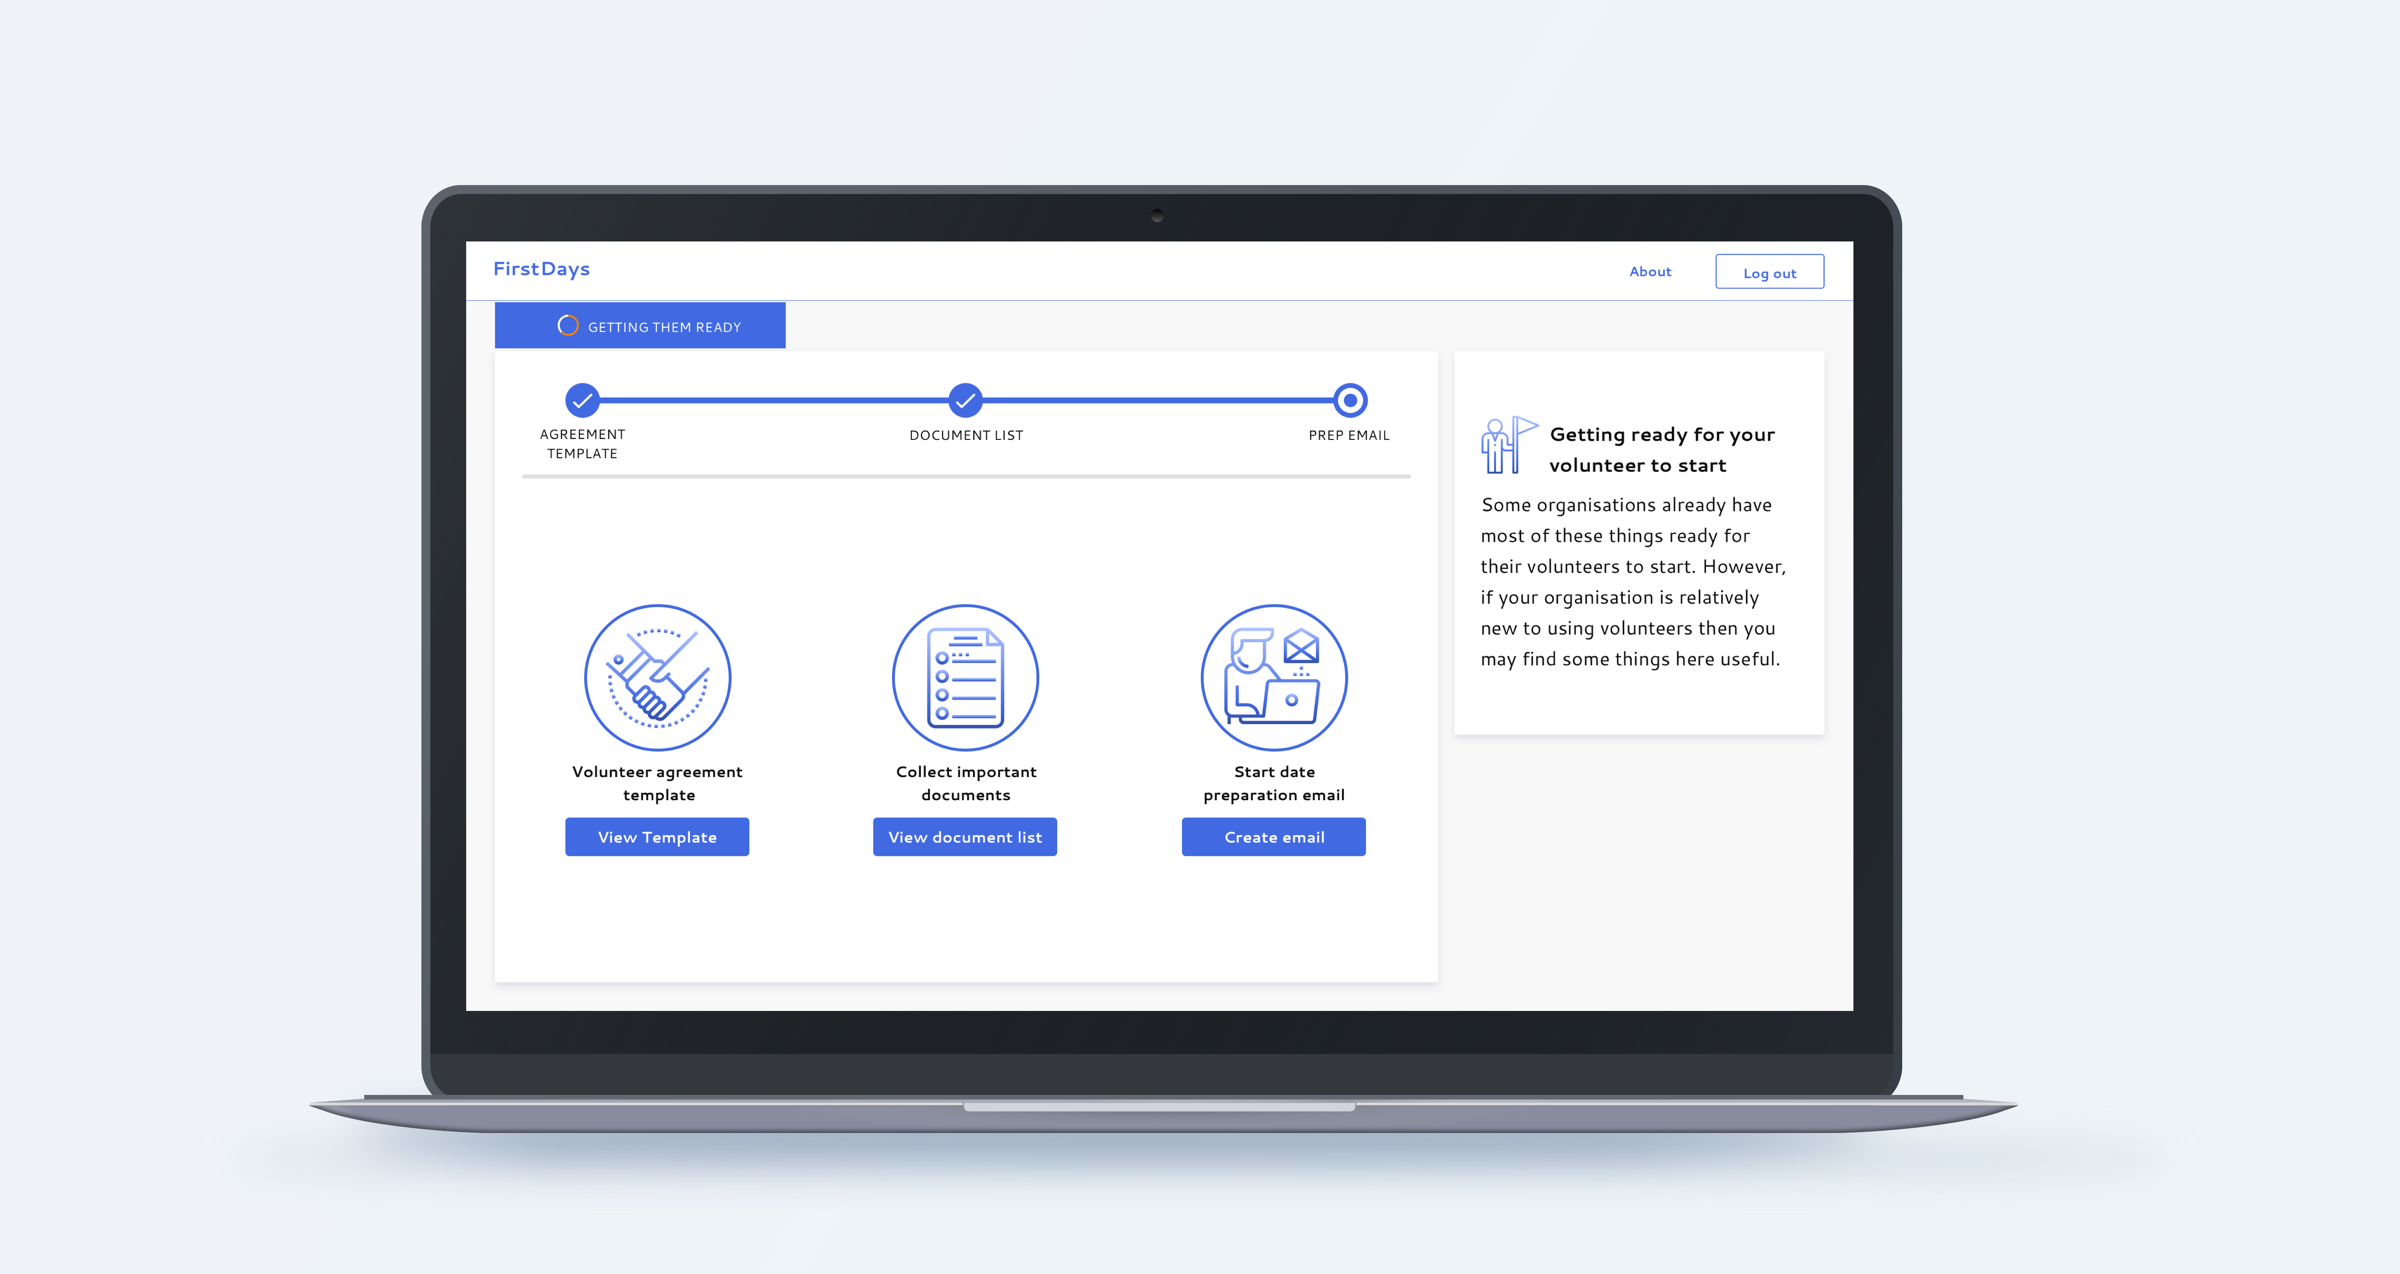 FirstDays
About
Log out
GETTING THEM READY
AGREEMENT
TEMPLATE
DOCUMENT LIST
PREP EMAIL
Volunteer agreement
template
View Template
Collect important
documents
View document list
Start date
preparation email
Create email
Getting ready for your
volunteer to start
Some organisations already have
most of these things ready for
their volunteers to start. However,
if your organisation is relatively
new to using volunteers then you
may find some things here useful.